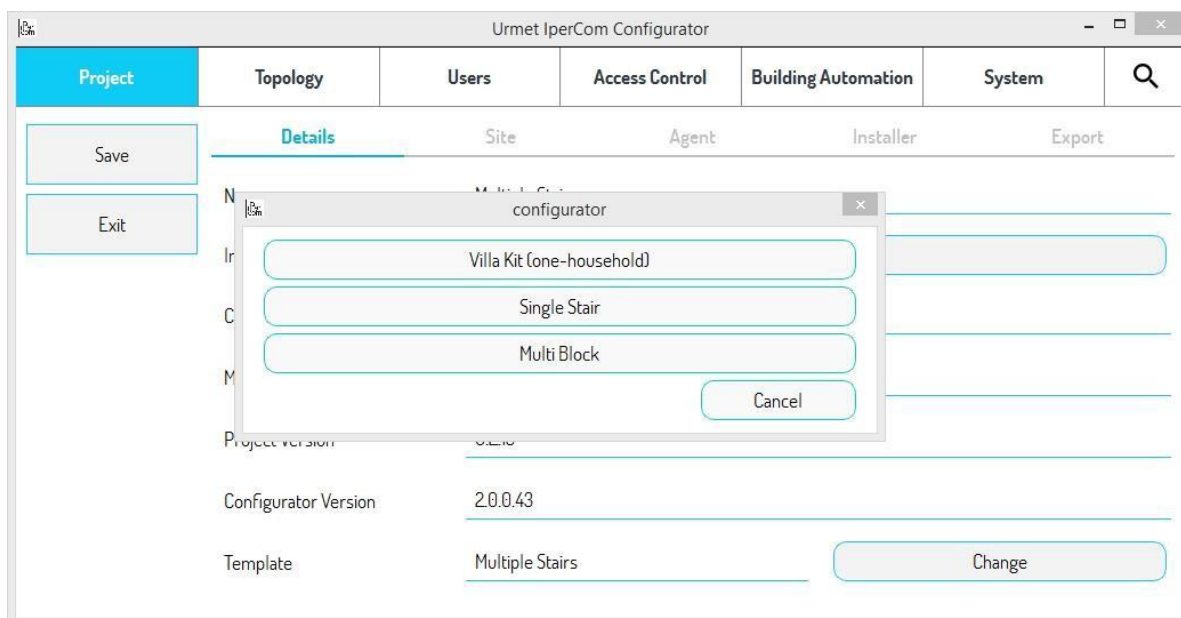 Urmet IperCom Configurator
Project Topology Users Access Control Building Automation System
Save
Exit
Details Site Agent Installer Export
configurator
Villa Kit (one-household)
Single Stair
Multi Block
Cancel
Configurator Version 2.0.0.43
Template Multiple Stairs Change